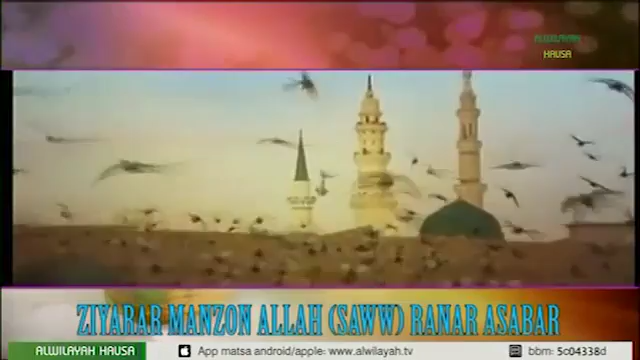 ALWILAYAH
HAUSA
ZIYARAR MANZON ALLAH (SAWW) RANAR ASABAR
ALWILAYAH HAUSA App matsa android/apple: www.alwilayah.tv bbm: 5c04338d